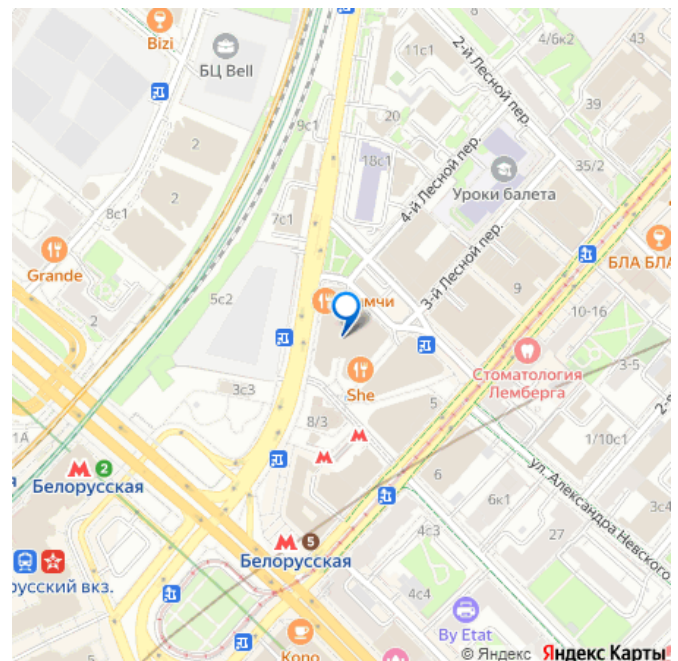 Bizi
БЦ Bell
11с1
2-й Лесной пер.
4/6к2
43
39
2
9с1
20
18с1
4-й Лесной пер.
35/2
Уроки балета
2
8с1
7с1
3-й Лесной пер.
БЛА БЛА
Grande
5с2
9
10-16
2
3с3
She
Стоматология
Лемберга
3-5
1А
8/3
5
1/10с1
2
Белорусская
6
6к1
ул. Александра Невского
3с4
5
Белорусская
4с3
27
русский вкз.
4с4
By Etat
© Яндекс Яндекс Карты